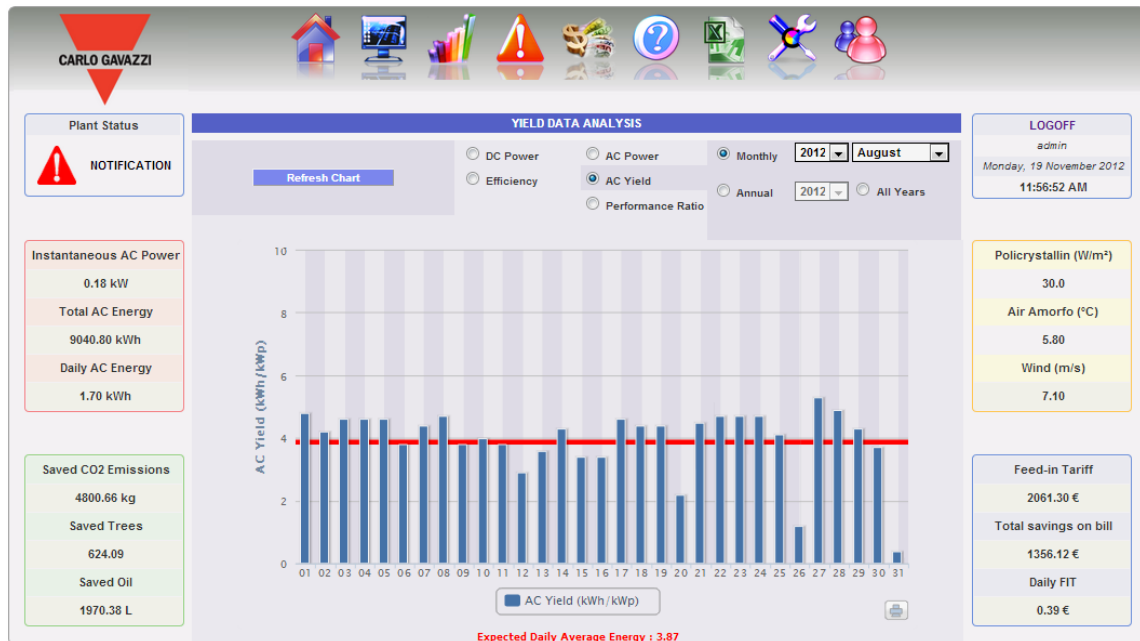 CARLO GAVAZZI
Plant Status
NOTIFICATION
Instantaneous AC Power
0.18 kW
Total AC Energy
9040.80 kWh
Daily AC Energy
1.70 kWh
Saved CO2 Emissions
4800.66 kg
Saved Trees
624.09
Saved Oil
1970.38 L
YIELD DATA ANALYSIS
Refresh Chart
DC Power
Efficiency
AC Power
AC Yield
Performance Ratio
Monthly 2012 August
Annual 2012 All Years
AC Yield (kWh/kWp)
10
8
6
4
2
0
01 02 03 04 05 06 07 08 09 10 11 12 13 14 15 16 17 18 19 20 21 22 23 24 25 26 27 28 29 30 31
AC Yield (kWh/kWp)
Expected Daily Average Energy : 3.87
LOGOFF
admin
Monday, 19 November 2012
11:56:52 AM
Policrystallin (W/m²)
30.0
Air Amorfo (°C)
5.80
Wind (m/s)
7.10
Feed-in Tariff
2061.30 €
Total savings on bill
1356.12 €
Daily FIT
0.39 €